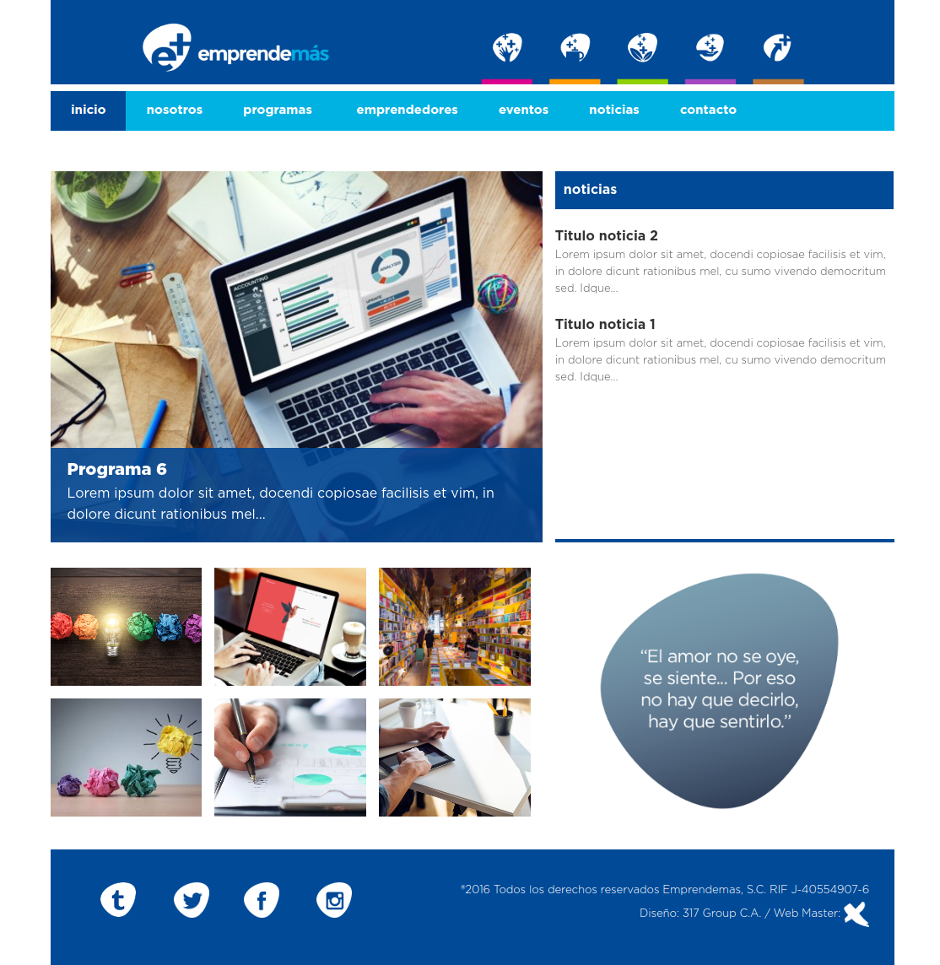 emprendemás
inicio nosotros programas emprendedores eventos noticias contacto
ACCOUNTING
ANALYSIS
UPDATE
Programa 6
Lorem ipsum dolor sit amet, docendi copiosae facilisis et vim, in
dolore dicunt rationibus mel...
noticias
Titulo noticia 2
Lorem ipsum dolor sit amet, docendi copiosae facilisis et vim,
in dolore dicunt rationibus mel, cu sumo vivendo democritum
sed. Idque...
Titulo noticia 1
Lorem ipsum dolor sit amet, docendi copiosae facilisis et vim,
in dolore dicunt rationibus mel, cu sumo vivendo democritum
sed. Idque...
“El amor no se oye,
se siente... Por eso
no hay que decirlo,
hay que sentirlo.”
®2016 Todos los derechos reservados Emprendemas, S.C. RIF J-40554907-6
Diseño: 317 Group C.A. / Web Master: